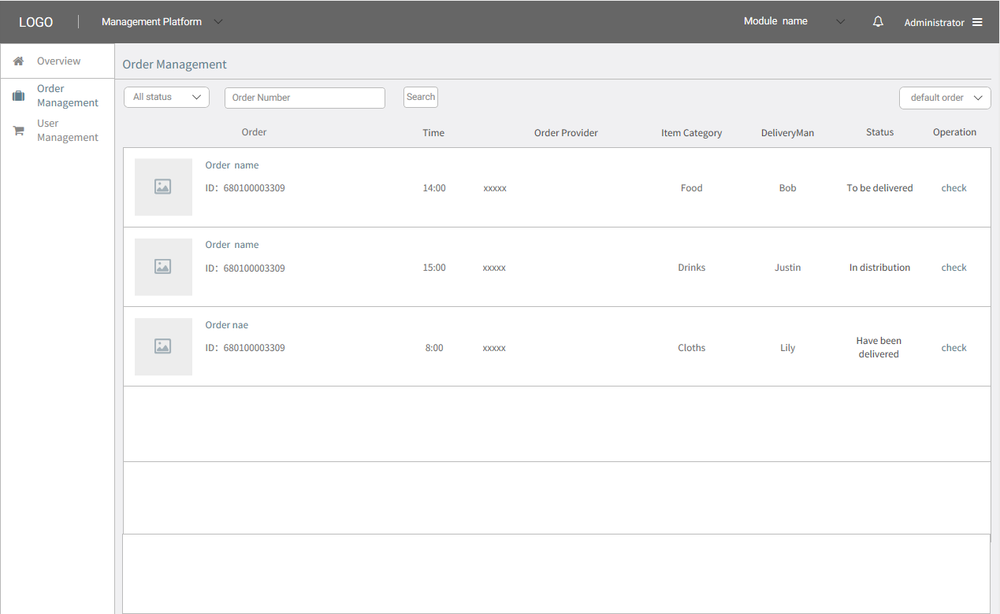 LOGO
Management Platform
Module name
Administrator
Overview
Order
Management
User
Management
Order Management
All status
Order Number
Search
default order
Order
Time
Order Provider
Item Category
DeliveryMan
Status
Operation
Order name
ID：680100003309
14:00
xxxxx
Food
Bob
To be delivered
check
Order name
ID：680100003309
15:00
xxxxx
Drinks
Justin
In distribution
check
Order nae
ID：680100003309
8:00
xxxxx
Cloths
Lily
Have been
delivered
check